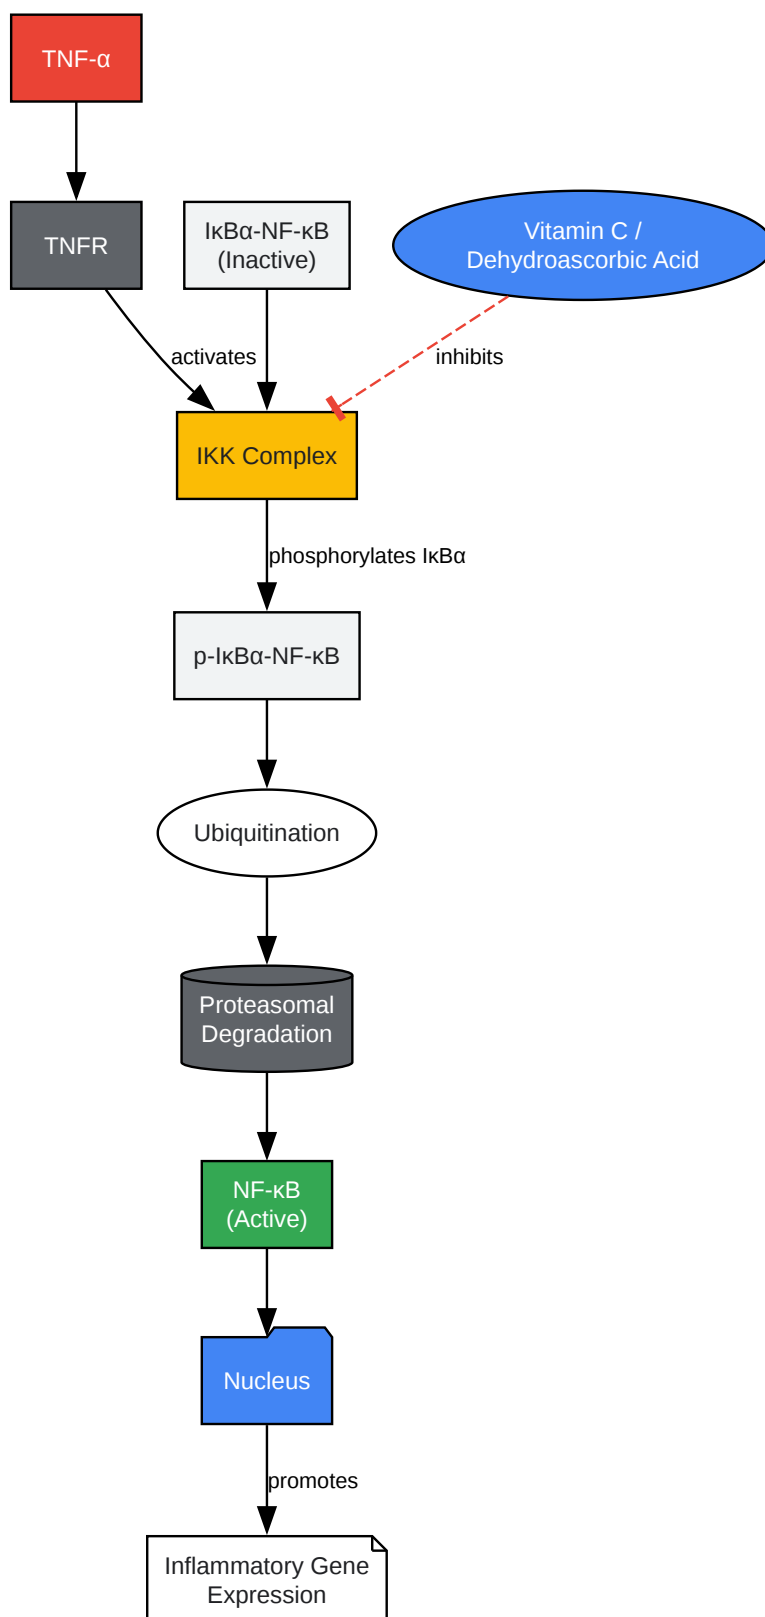 TNF-α
TNFR
IκBα-NF-κB
(Inactive)
Vitamin C /
Dehydroascorbic Acid
activates
inhibits
IKK Complex
phosphorylates IκBα
p-IκBα-NF-κB
Ubiquitination
Proteasomal
Degradation
NF-κB
(Active)
Nucleus
promotes
Inflammatory Gene
Expression